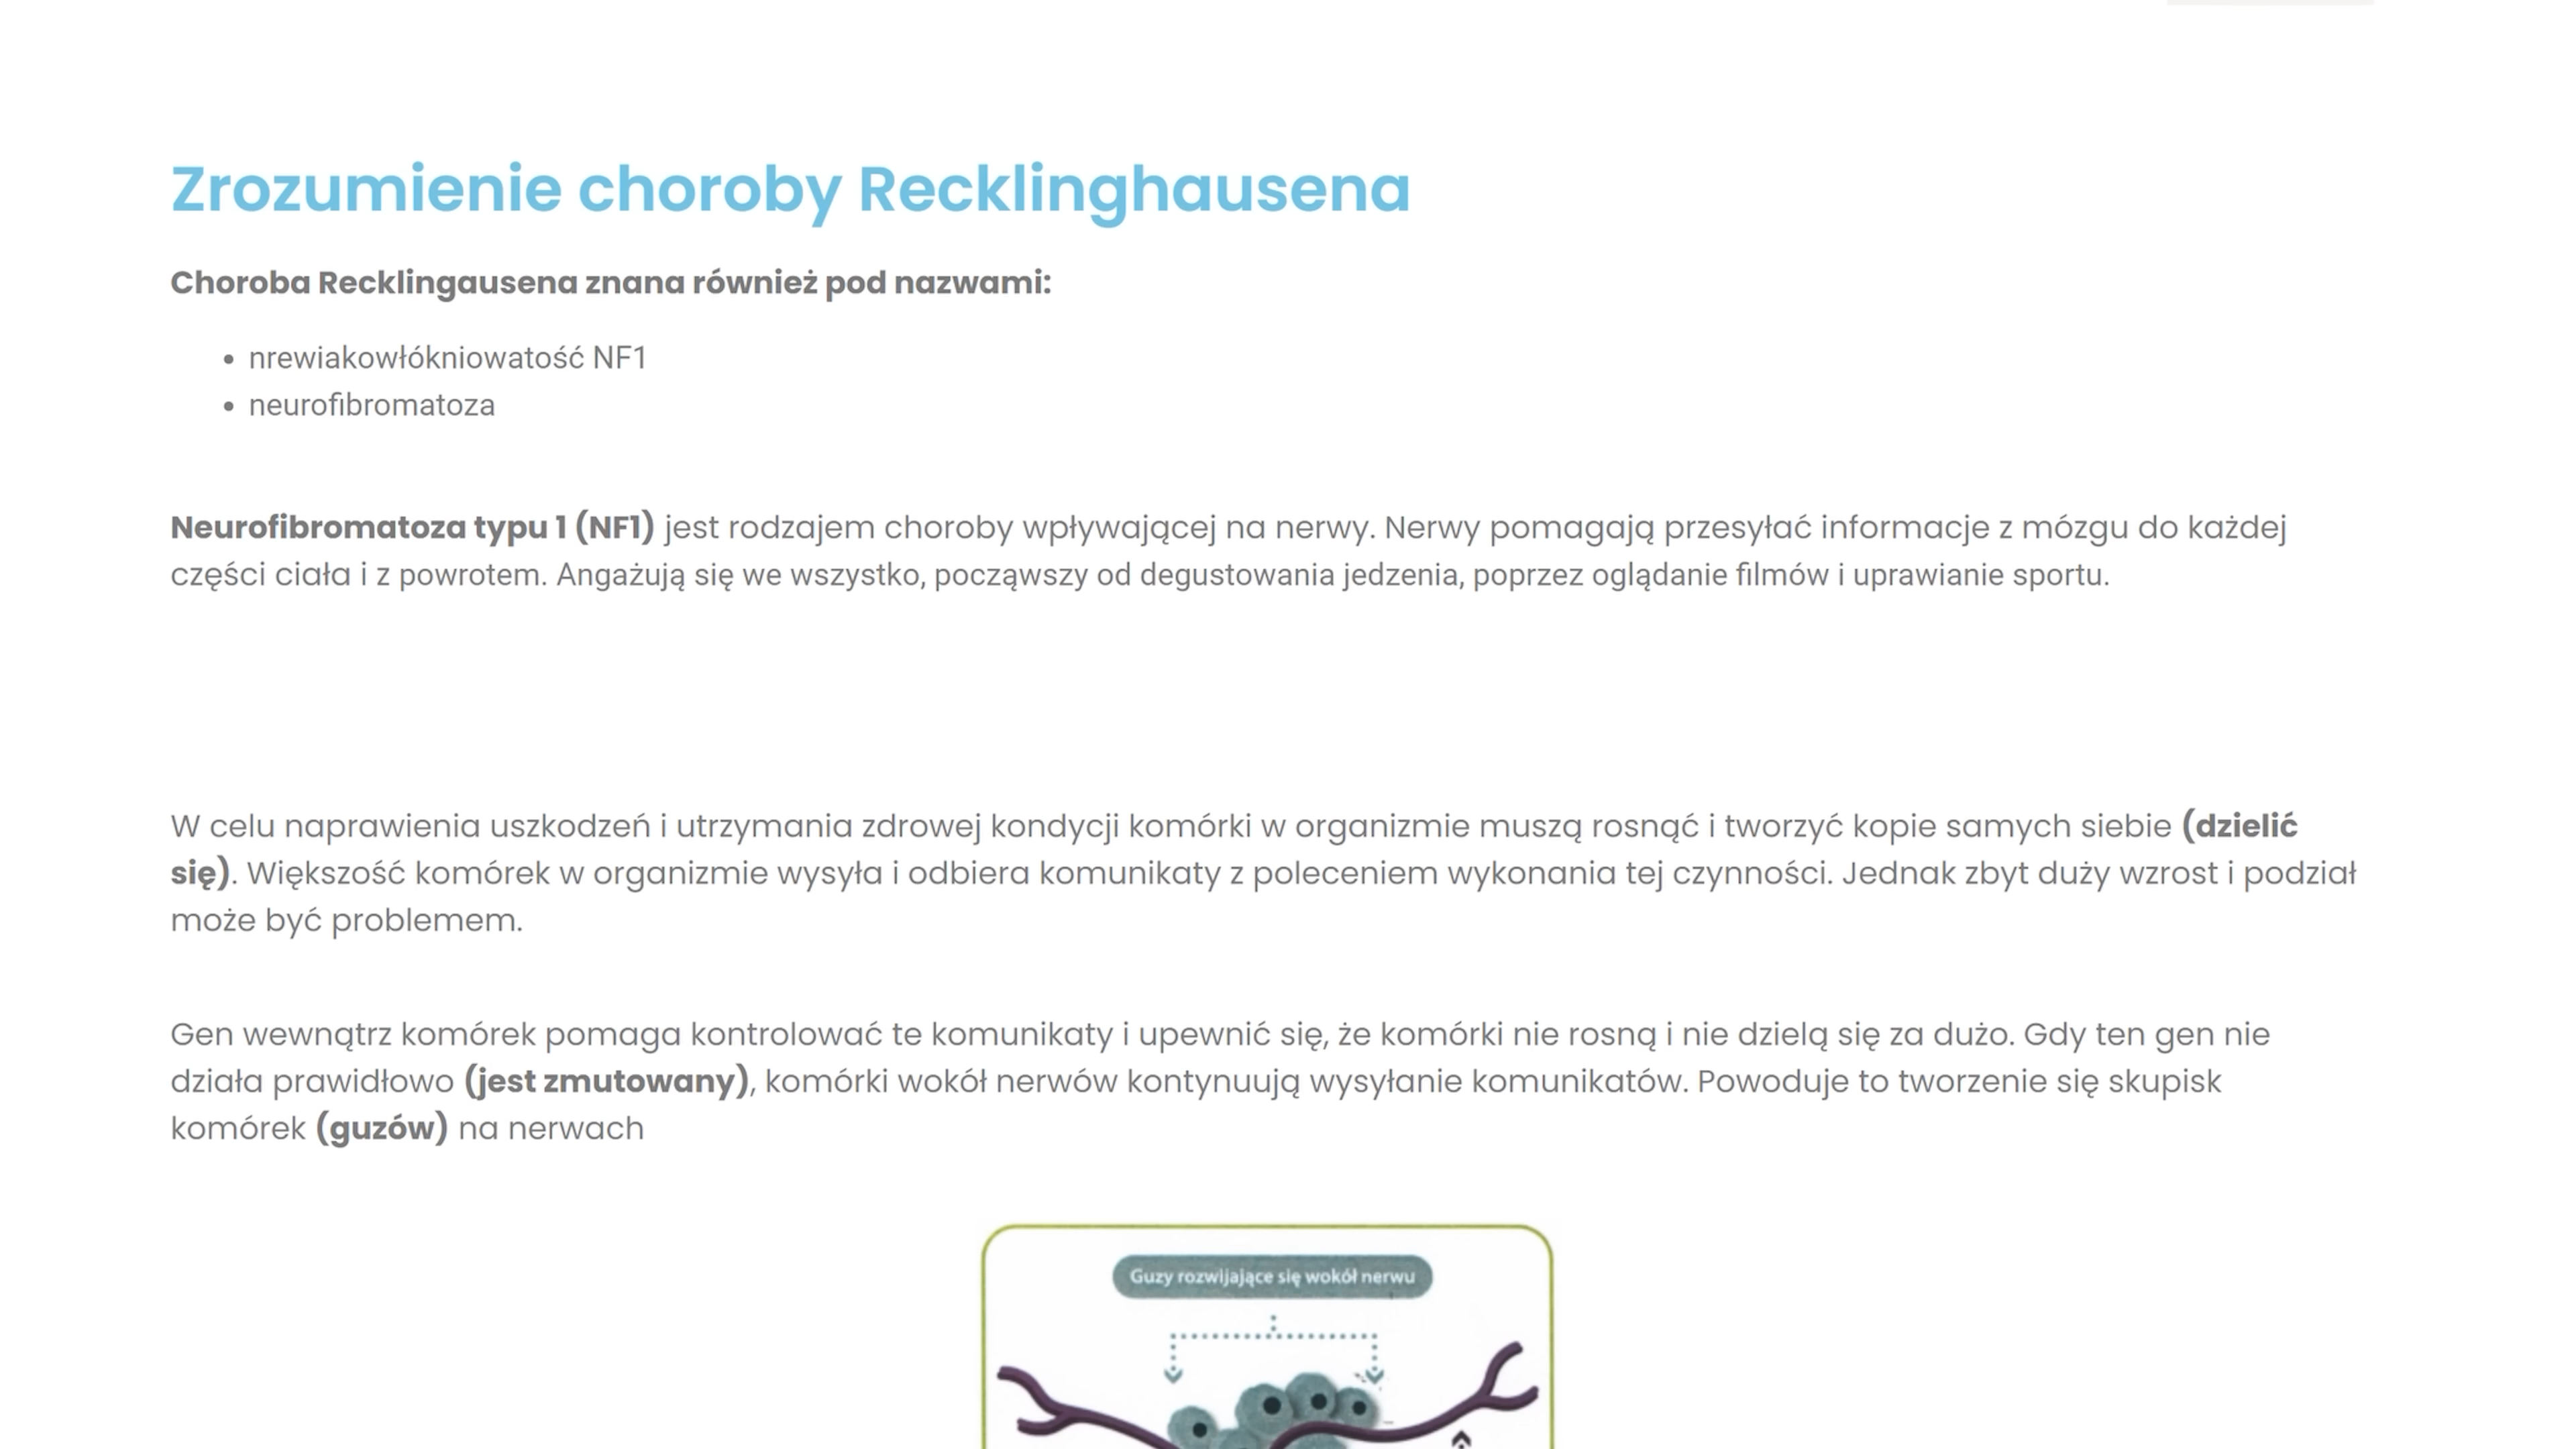 Zrozumienie choroby Recklinghausena
Choroba Recklingausena znana również pod nazwami:
• nrewiakowłókniowatość NF1
• neurofibromatoza
Neurofibromatoza typu 1 (NF1) jest rodzajem choroby wpływającej na nerwy. Nerwy pomagają przesyłać informacje z mózgu do każdej
części ciała i z powrotem. Angażują się we wszystko, począwszy od degustowania jedzenia, poprzez oglądanie filmów i uprawianie sportu.
W celu naprawienia uszkodzeń i utrzymania zdrowej kondycji komórki w organizmie muszą rosnąć i tworzyć kopie samych siebie (dzielić
się). Większość komórek w organizmie wysyła i odbiera komunikaty z poleceniem wykonania tej czynności. Jednak zbyt duży wzrost i podział
może być problemem.
Gen wewnątrz komórek pomaga kontrolować te komunikaty i upewnić się, że komórki nie rosną i nie dzielą się za dużo. Gdy ten gen nie
działa prawidłowo (jest zmutowany), komórki wokół nerwów kontynuują wysyłanie komunikatów. Powoduje to tworzenie się skupisk
komórek (guzów) na nerwach
Guzy rozwijające się wokół nerwu